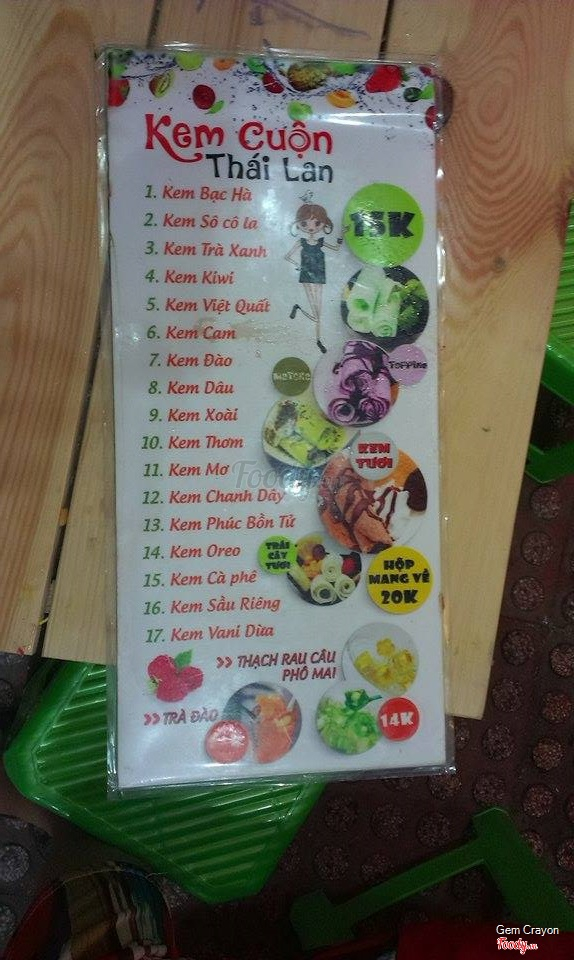 Kem Cuộn
Thái Lan
1. Kem Bạc Hà
2. Kem Sô cô la
3. Kem Trà Xanh
4. Kem Kiwi
5. Kem Việt Quất
6. Kem Cam
7. Kem Đào
8. Kem Dâu
9. Kem Xoài
10. Kem Thơm
11. Kem Mơ
12. Kem Chanh Dây
13. Kem Phúc Bồn Tử
14. Kem Oreo
15. Kem Cà phê
16. Kem Sầu Riêng
17. Kem Vani Dừa
15K
TOPPING
MATCHA
KEM
TƯƠI
TRÁI
CÂY
TƯƠI
HỘP
MANG VỀ
20K
>> THẠCH RAU CÂU
PHÔ MAI
>> TRÀ ĐÀO
14K
Gem Crayon
Foody.vn